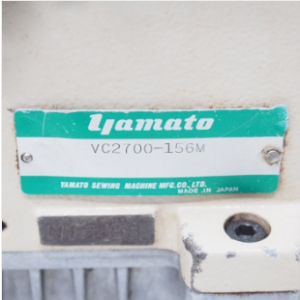 yamato
VC2700-156M
YAMATO SEWING MACHINE MFG.CO.,LTD.
MADE IN JAPAN